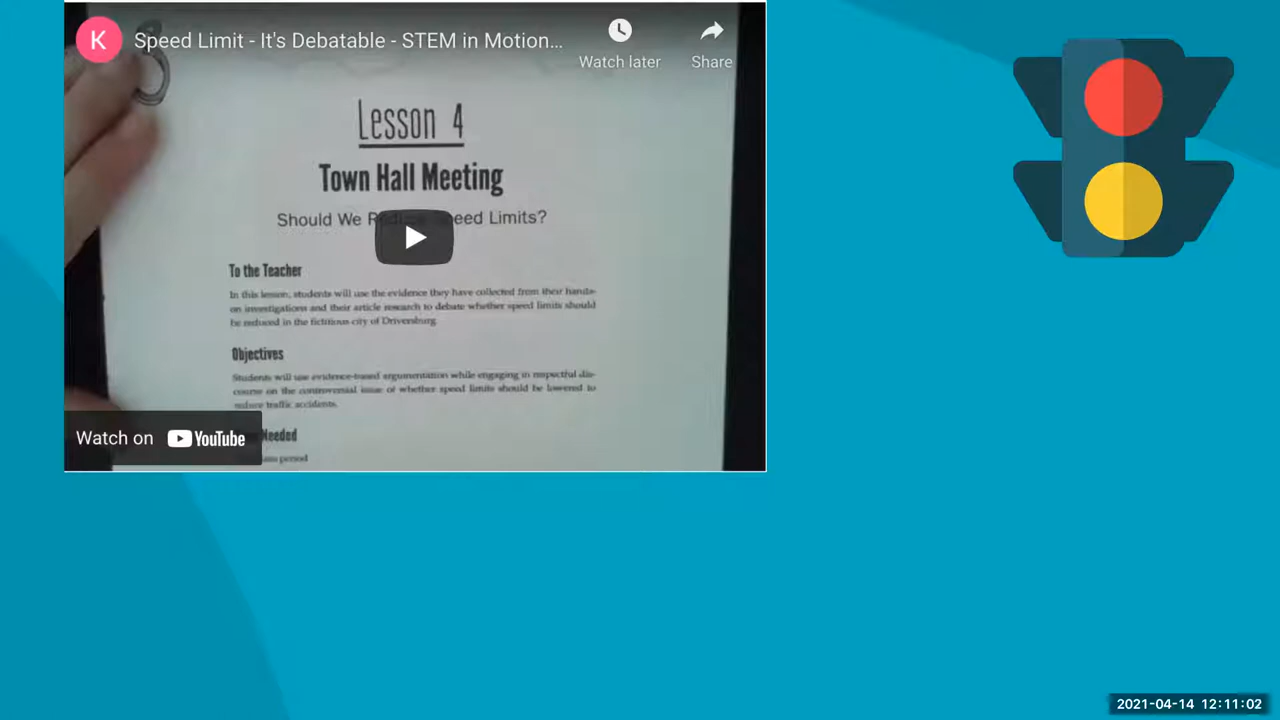 K
Speed Limit - It's Debatable - STEM in Motion...
Watch later
Share
Lesson 4
Town Hall Meeting
Should We Speed Limits?
To the Teacher
In this lesson, students will use the evidence they have collected from their hands-
on investigations and their article research to debate whether speed limits should
be reduced in the fictitious city of Driversburg.
Objectives
Students will use evidence-based argumentation while engaging in respectful dis-
course on the controversial issue of whether speed limits should be lowered to
reduce traffic accidents.
Needed
period
Watch on YouTube
2021-04-14 12:11:02